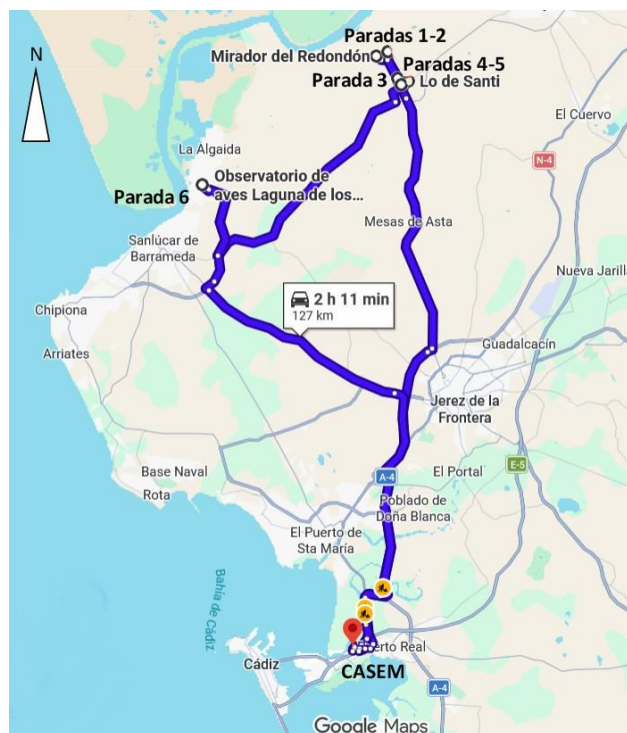 N
Paradas 1-2
Mirador del Redondón
Paradas 4-5
Parada 3
Lo de Santi
El Cuervo
N-4
La Algaida
Observatorio de
aves Laguna de los...
Parada 6
Mesas de Asta
Sanlúcar de
Barrameda
Nueva Jarilla
2 h 11 min
127 km
Chipiona
Guadalcacín
Arriates
Jerez de la
Frontera
Base Naval
Rota
A-4
El Portal
E-5
Poblado de
Doña Blanca
El Puerto de
Sta María
Bahía de Cádiz
Cádiz
CASEM
A-4
Google Maps